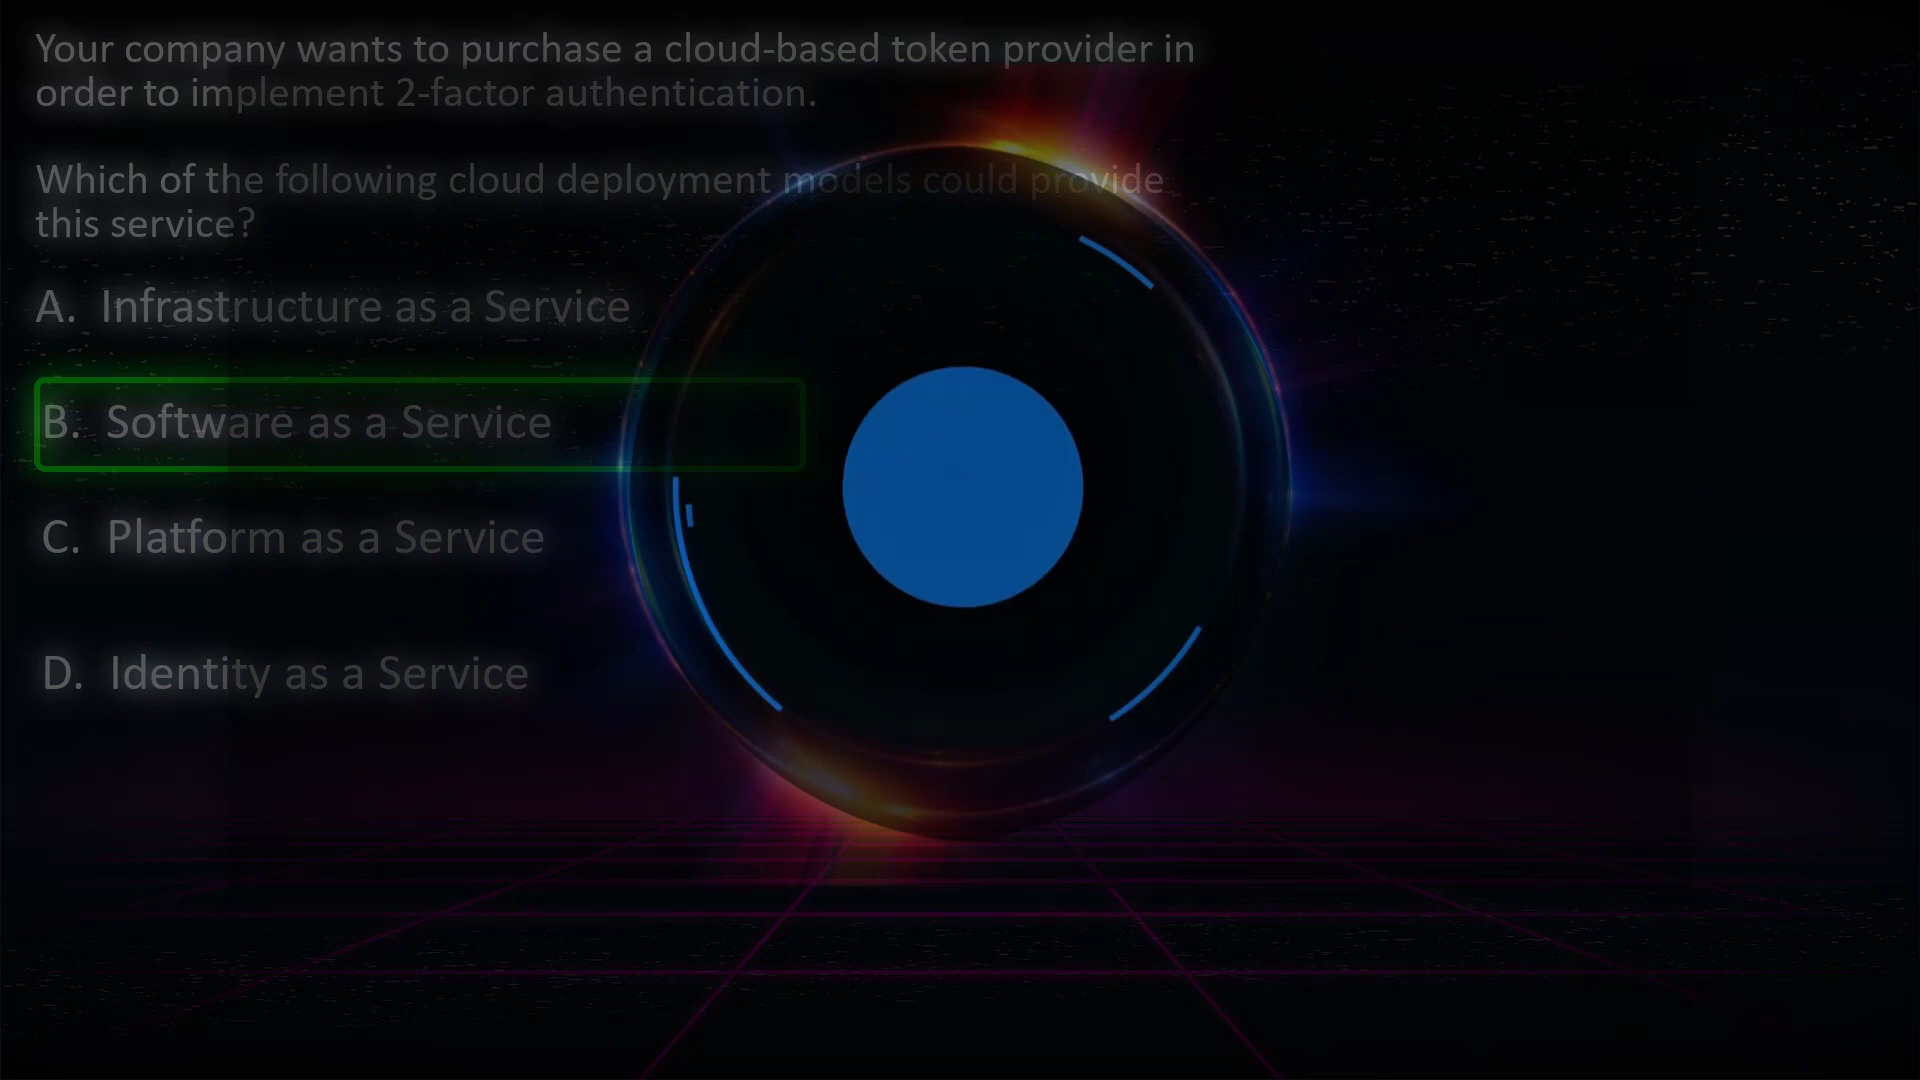 Your company wants to purchase a cloud-based token provider in
order to implement 2-factor authentication.
Which of the following cloud deployment models could provide
this service?
A. Infrastructure as a Service
B. Software as a Service
C. Platform as a Service
D. Identity as a Service